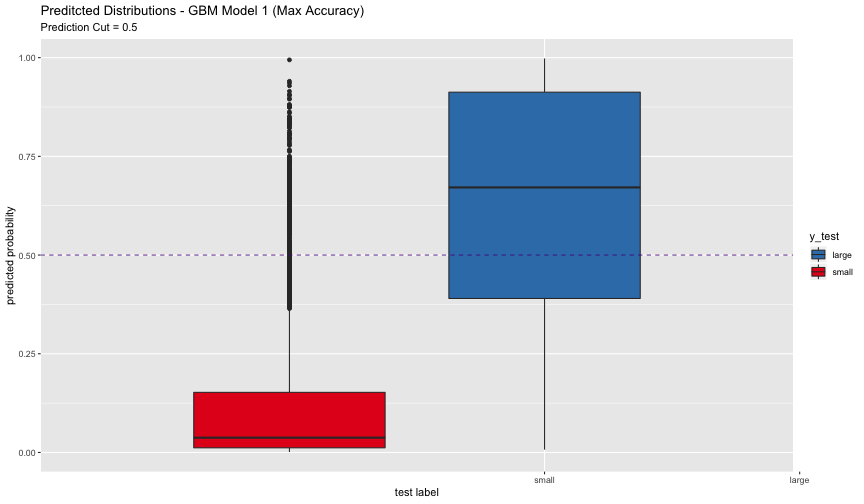 Preditcted Distributions - GBM Model 1 (Max Accuracy)
Prediction Cut = 0.5
1.00
0.75
0.50
0.25
0.00
predicted probability
small
large
test label
y_test
large
small